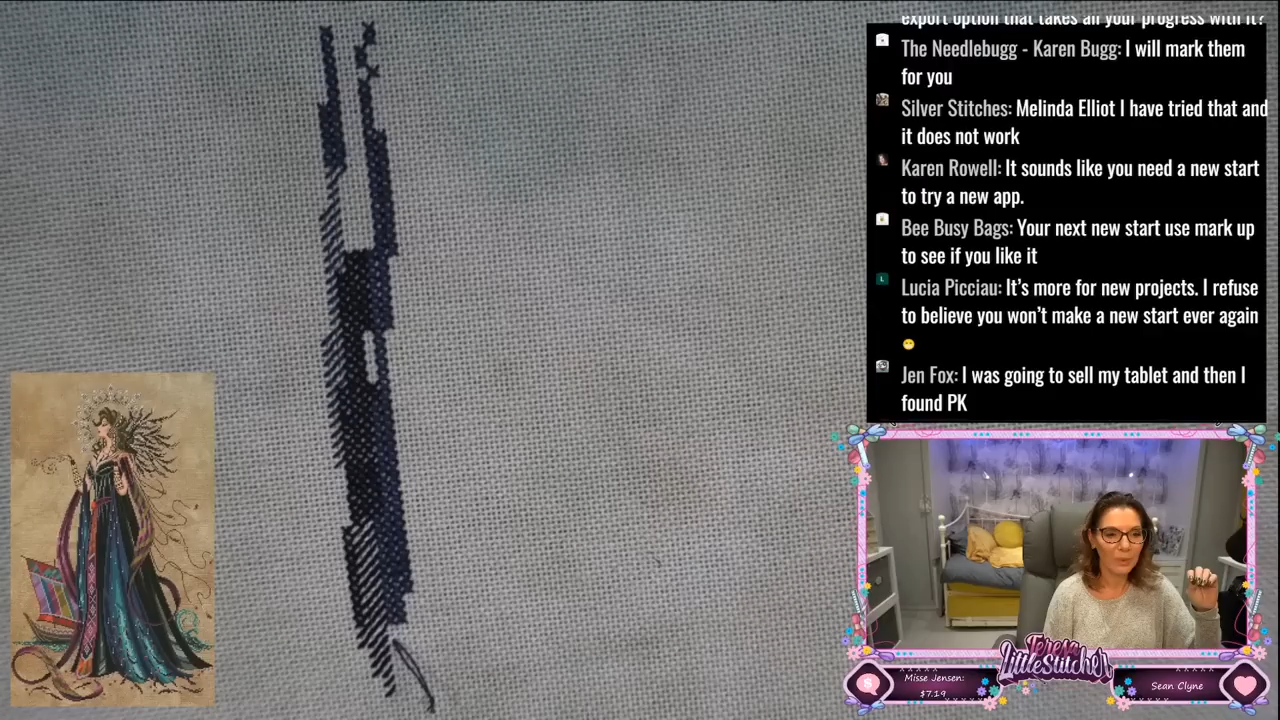 export option that takes all your progress with it?
The Needlebugg - Karen Bugg: I will mark them
for you
Silver Stitches: Melinda Elliot I have tried that and
it does not work
Karen Rowell: It sounds like you need a new start
to try a new app.
Bee Busy Bags: Your next new start use mark up
to see if you like it
Lucia Picciau: It’s more for new projects. I refuse
to believe you won’t make a new start ever again
😁
Jen Fox: I was going to sell my tablet and then I
found PK
Teresa
LittleStitcher
Misse Jensen:
$7.19
Sean Clyne